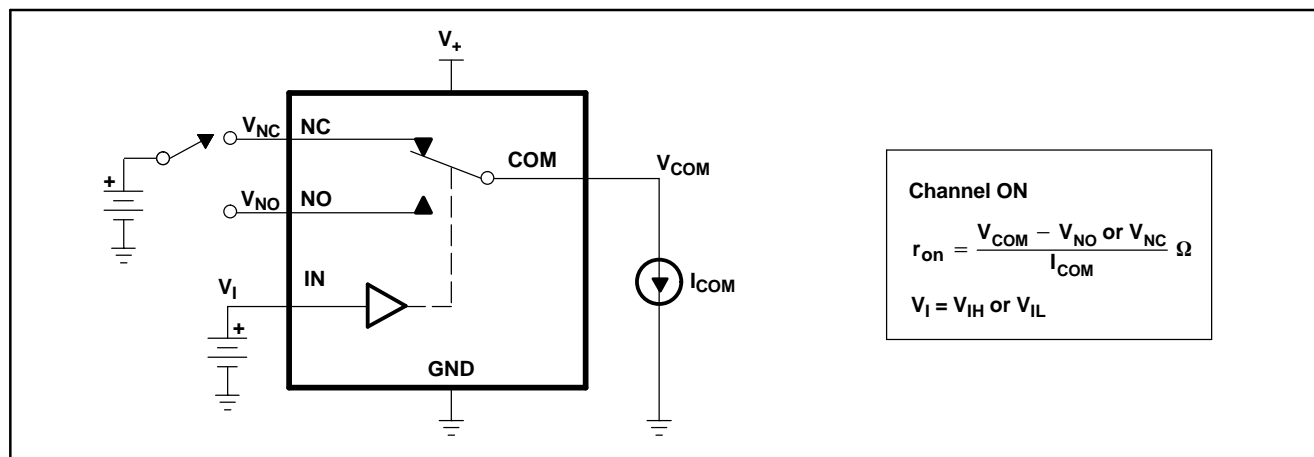 V+
VNC NC
COM
VCOM
+
VNO NO
VI IN
+
ICOM
GND
Channel ON
ron = VCOM – VNO or VNC / ICOM Ω
VI = VIH or VIL